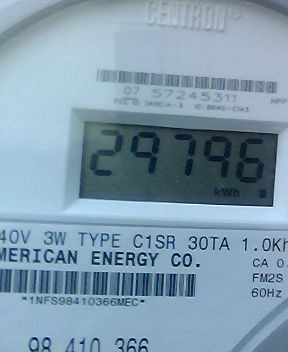 CENTRON®
07 57245311
29796
kWh
40V 3W TYPE C1SR 30TA 1.0Kh
MERICAN ENERGY CO.
CA 0.
FM2S
60Hz
*1NFS98410366MEC*
98 410 366